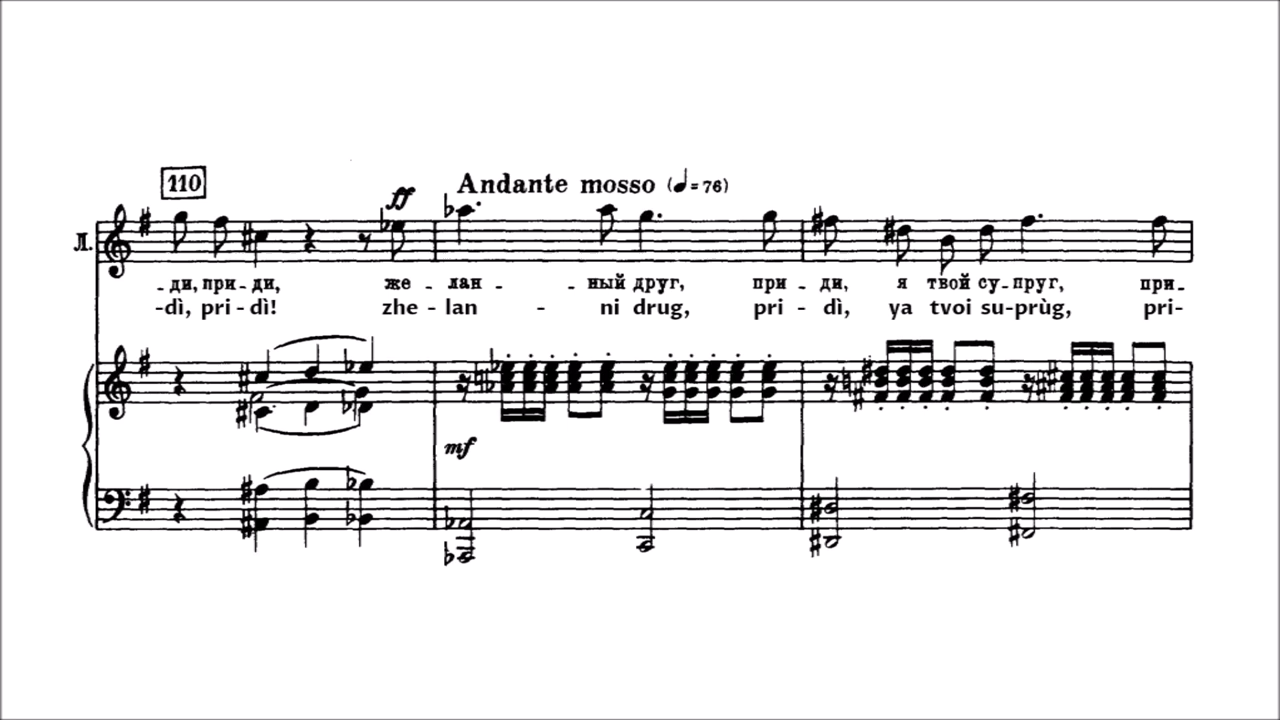 110
ff
Andante mosso (♩=76)
Л.
- ди, при - ди, же - лан - - ный друг, при - ди, я твой су - пруг, при -
-dì, pri - dì! zhe - lan - ni drug, pri - dì, ya tvoi su-prùg, pri-
mf